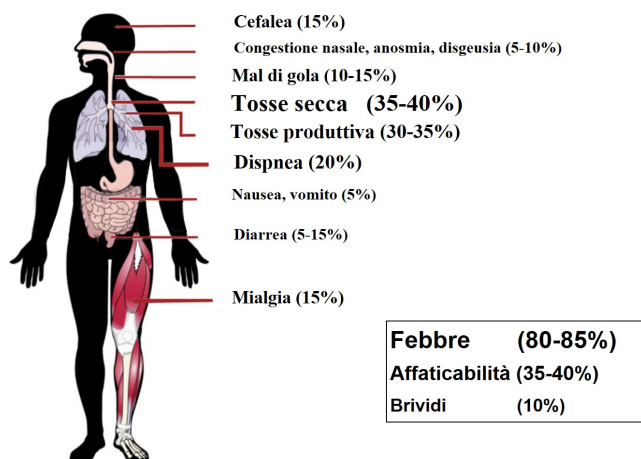 Cefalea (15%)
Congestione nasale, anosmia, disgeusia (5-10%)
Mal di gola (10-15%)
Tosse secca (35-40%)
Tosse produttiva (30-35%)
Dispnea (20%)
Nausea, vomito (5%)
Diarrea (5-15%)
Mialgia (15%)
Febbre (80-85%)
Affaticabilità (35-40%)
Brividi (10%)